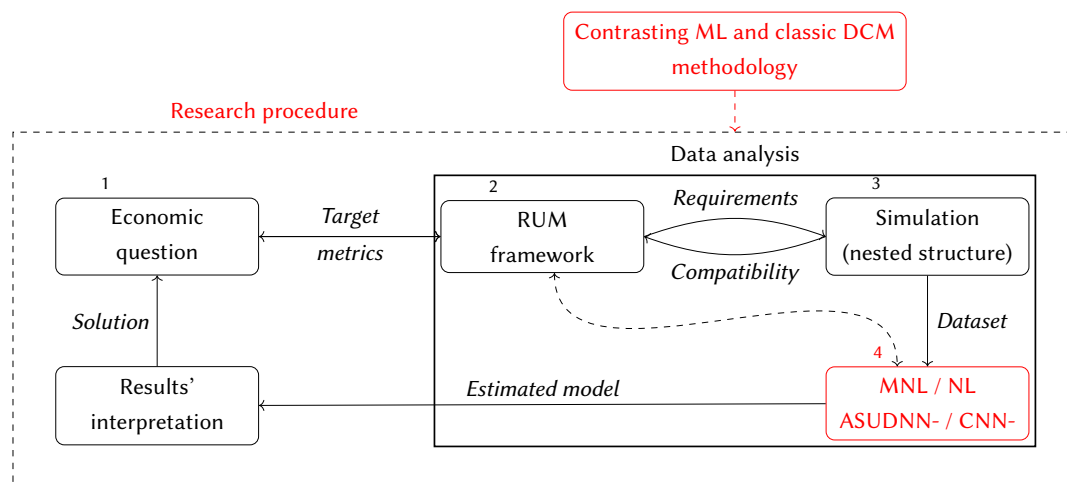 Contrasting ML and classic DCM
methodology
Research procedure
Data analysis
1
Economic
question
Target
metrics
2
RUM
framework
Requirements
Compatibility
3
Simulation
(nested structure)
Solution
Dataset
4
MNL / NL
ASUDNN- / CNN-
Estimated model
Results’
interpretation